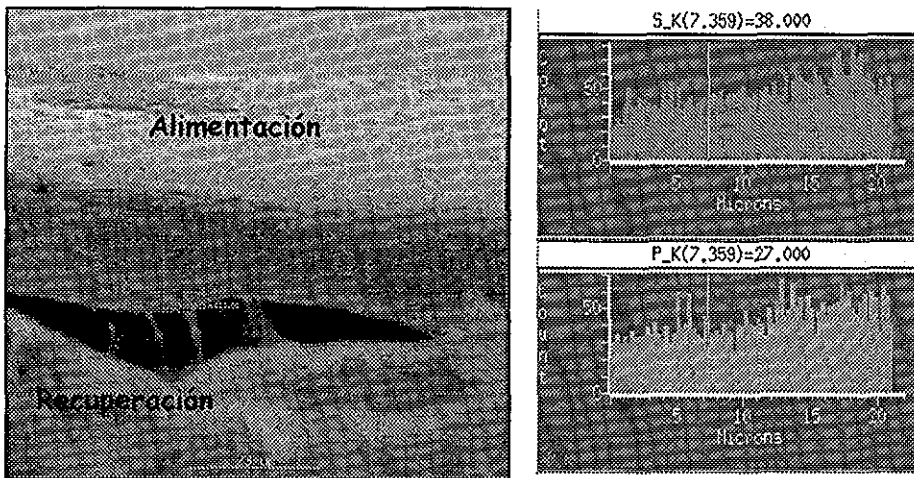 Alimentación
Recuperación
S_K(7.359)=38.000
50
0
5 10 15 20
Microns
P_K(7.359)=27.000
50
0
5 10 15 20
Microns